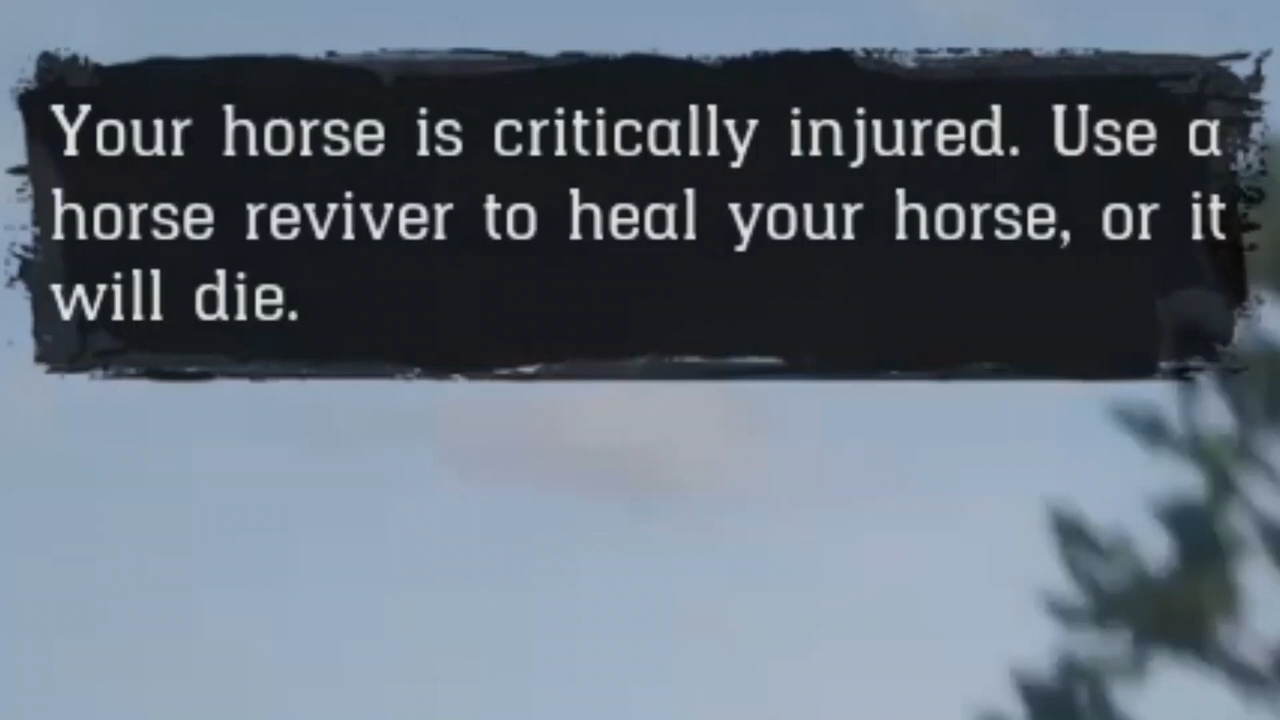 Your horse is critically injured. Use a
horse reviver to heal your horse, or it
will die.